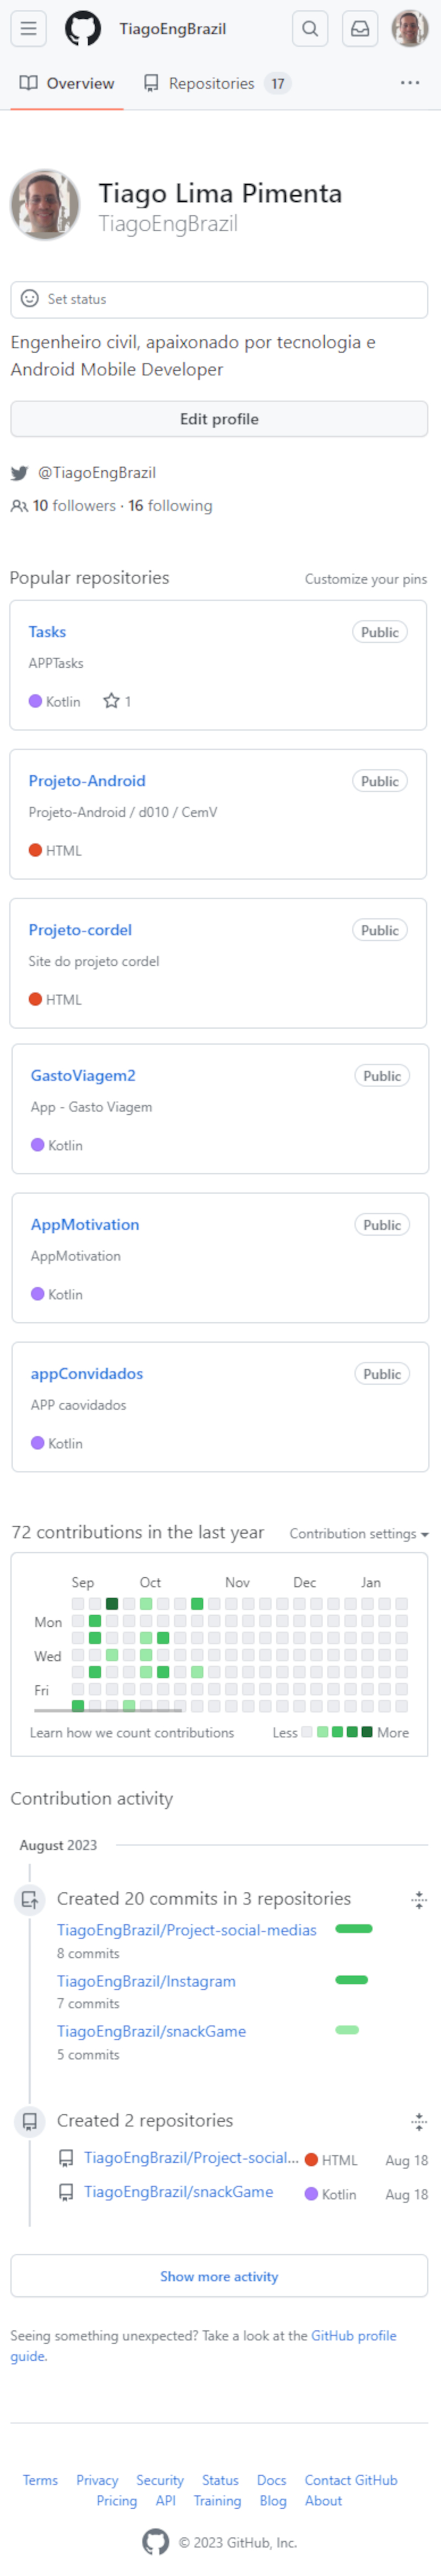 TiagoEngBrazil
Overview
Repositories 17
Tiago Lima Pimenta
TiagoEngBrazil
Set status
Engenheiro civil, apaixonado por tecnologia e
Android Mobile Developer
Edit profile
@TiagoEngBrazil
10 followers · 16 following
Popular repositories
Customize your pins
Tasks
Public
APPTasks
Kotlin
1
Projeto-Android
Public
Projeto-Android / d010 / CemV
HTML
Projeto-cordel
Public
Site do projeto cordel
HTML
GastoViagem2
Public
App - Gasto Viagem
Kotlin
AppMotivation
Public
AppMotivation
Kotlin
appConvidados
Public
APP caovidados
Kotlin
72 contributions in the last year
Contribution settings
Sep Oct Nov Dec Jan
Mon
Wed
Fri
Learn how we count contributions
Less More
Contribution activity
August 2023
Created 20 commits in 3 repositories
TiagoEngBrazil/Project-social-medias
8 commits
TiagoEngBrazil/Instagram
7 commits
TiagoEngBrazil/snackGame
5 commits
Created 2 repositories
TiagoEngBrazil/Project-social... HTML Aug 18
TiagoEngBrazil/snackGame Kotlin Aug 18
Show more activity
Seeing something unexpected? Take a look at the GitHub profile
guide.
Terms Privacy Security Status Docs Contact GitHub
Pricing API Training Blog About
© 2023 GitHub, Inc.